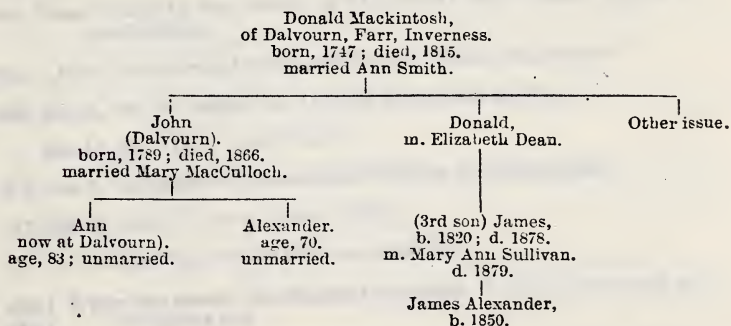 Donald Mackintosh,
of Dalvourn, Farr, Inverness.
born, 1747 ; died, 1815.
married Ann Smith.
John
(Dalvourn).
born, 1789 ; died, 1866.
married Mary MacCulloch.
Donald,
m. Elizabeth Dean.
Other issue.
Ann
now at Dalvourn).
age, 83 ; unmarried.
Alexander.
age, 70.
unmarried.
(3rd son) James,
b. 1820 ; d. 1878.
m. Mary Ann Sullivan.
d. 1879.
James Alexander,
b. 1850.